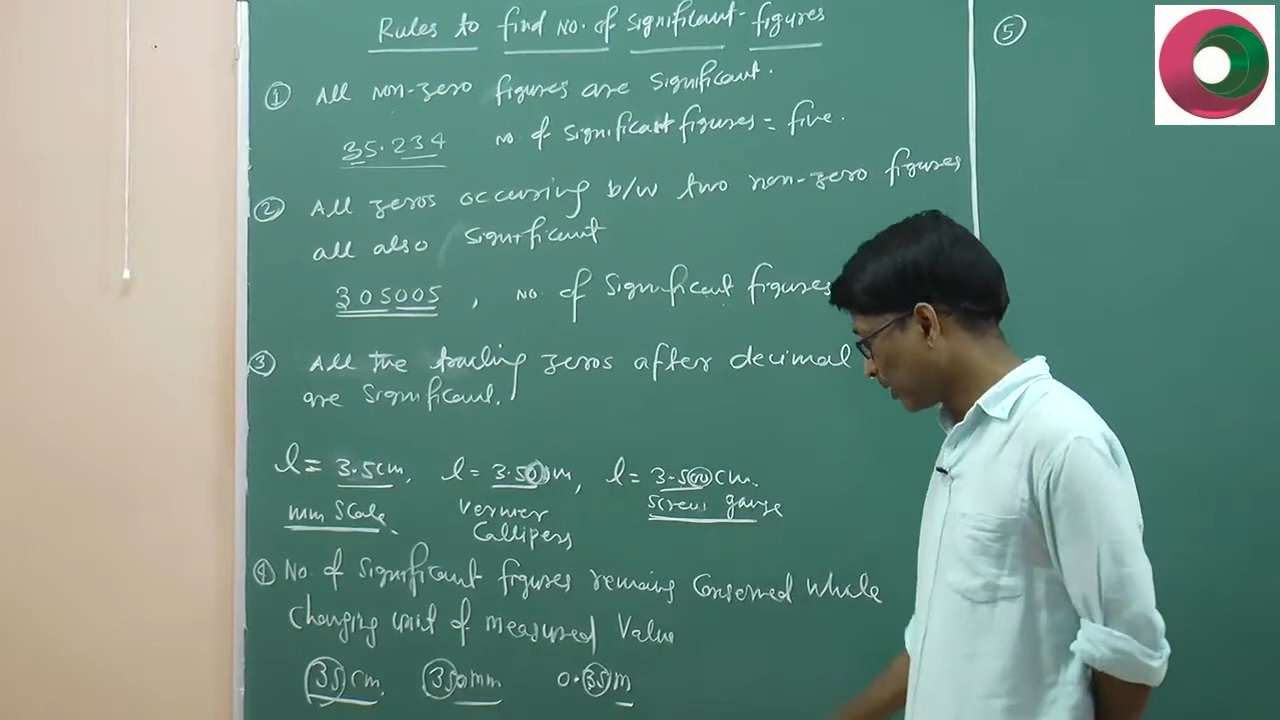 Rules to find No. of significant figures
① All non-zero figures are significant.
35.234 no. of significant figures = five.
② All zeros occuring b/w two non-zero figures
all also significant
305005, no. of significant figures
③ All the trailing zeros after decimal
are significant.
l = 3.5cm, l = 3.50cm, l = 3.500cm.
mm scale. Vernier screw gauge
Callipers
④ No. of significant figures remains conserved while
changing unit of measured value
35cm 350mm 0.35m
⑤